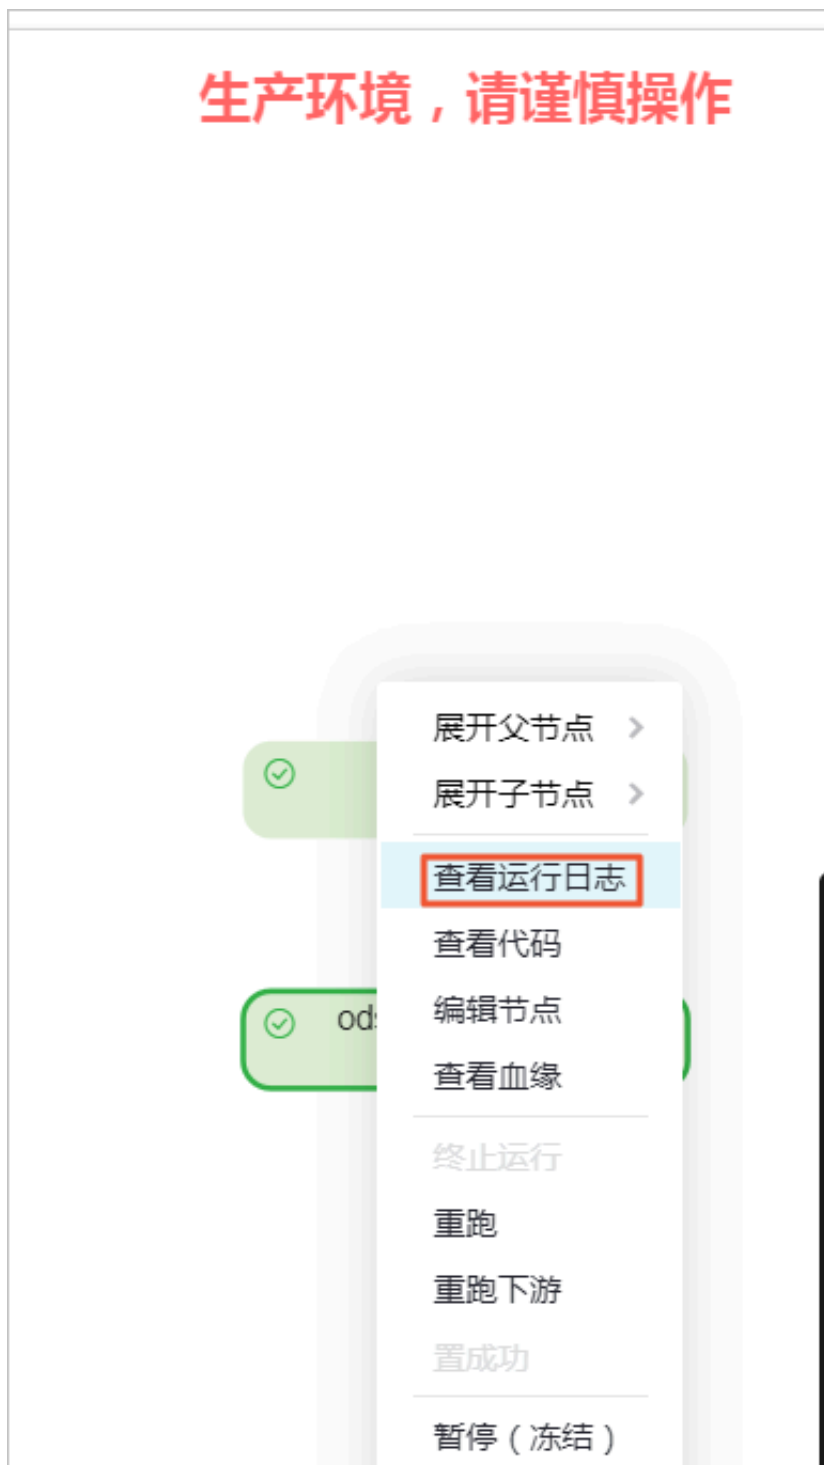 生产环境，请谨慎操作
展开父节点
展开子节点
查看运行日志
查看代码
ods
编辑节点
查看血缘
终止运行
重跑
重跑下游
置成功
暂停（冻结）